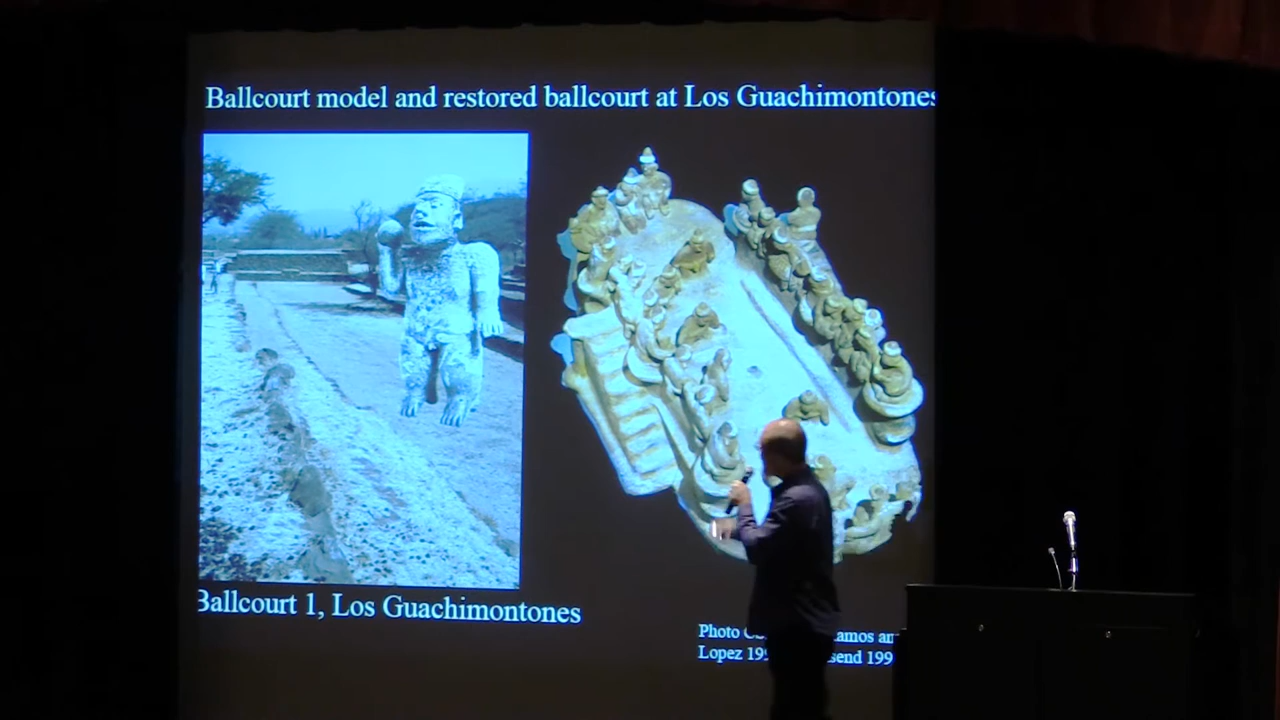 Ballcourt model and restored ballcourt at Los Guachimontones
Ballcourt 1, Los Guachimontones
Photo
Lopez